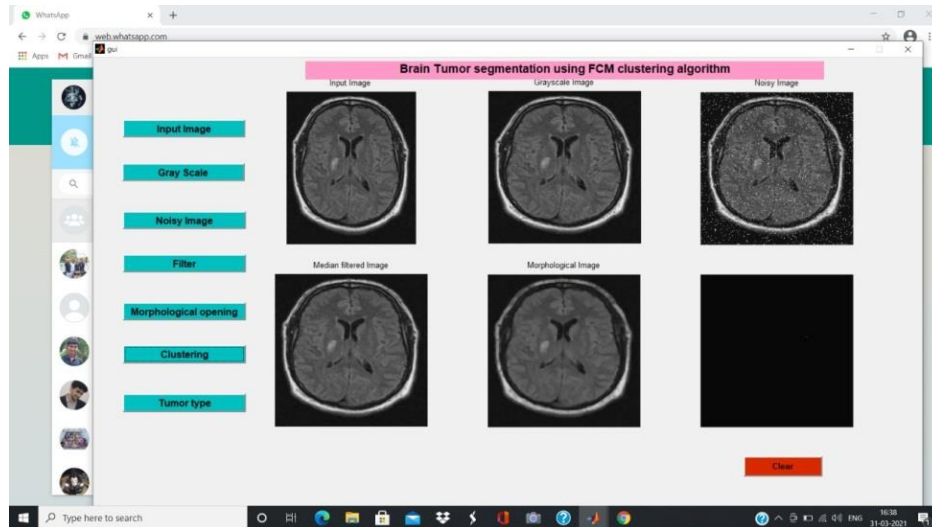 WhatsApp
web.whatsapp.com
Apps
Gmail
gui
Brain Tumor segmentation using FCM clustering algorithm
Input Image
Grayscale Image
Noisy Image
Input Image
Gray Scale
Noisy Image
Filter
Median filtered Image
Morphological Image
Morphological opening
Clustering
Tumor type
Clear
Type here to search
ENG
16:38
31-03-2021